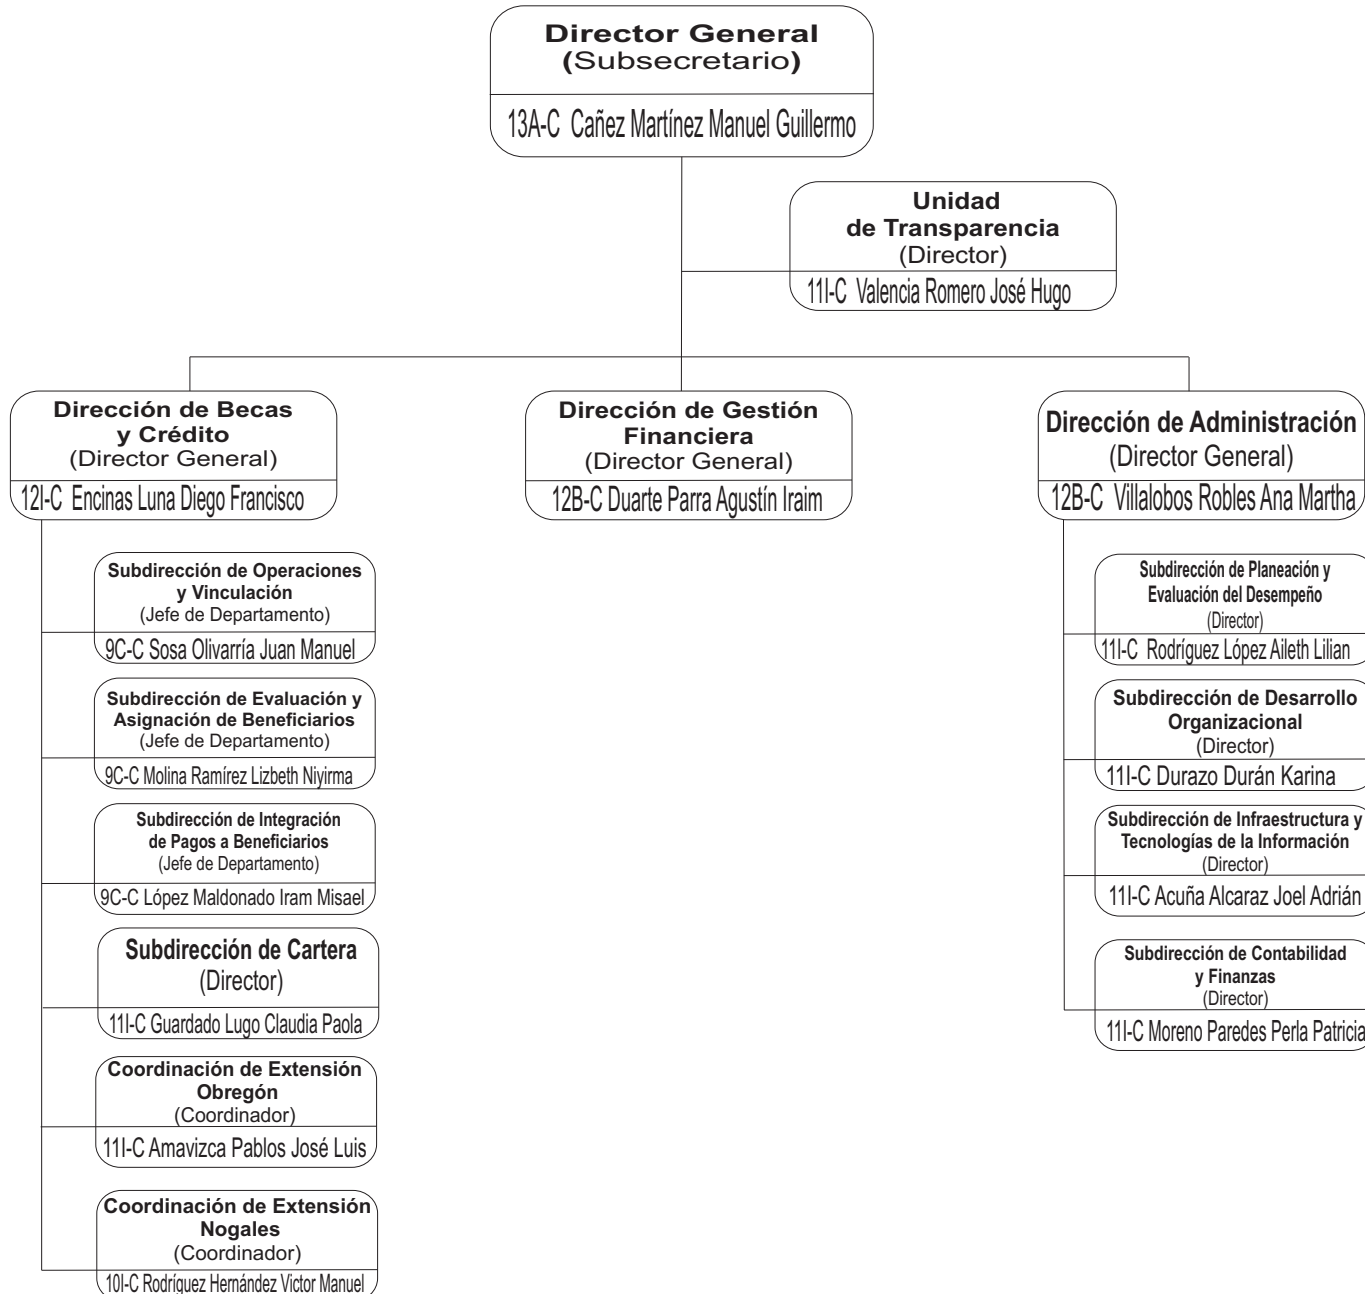 Director General
(Subsecretario)
13A-C Cañez Martínez Manuel Guillermo
Unidad
de Transparencia
(Director)
11I-C Valencia Romero José Hugo
Dirección de Becas
y Crédito
(Director General)
12I-C Encinas Luna Diego Francisco
Dirección de Gestión
Financiera
(Director General)
12B-C Duarte Parra Agustín Iraim
Dirección de Administración
(Director General)
12B-C Villalobos Robles Ana Martha
Subdirección de Operaciones
y Vinculación
(Jefe de Departamento)
9C-C Sosa Olivarría Juan Manuel
Subdirección de Evaluación y
Asignación de Beneficiarios
(Jefe de Departamento)
9C-C Molina Ramírez Lizbeth Niyirma
Subdirección de Integración
de Pagos a Beneficiarios
(Jefe de Departamento)
9C-C López Maldonado Iram Misael
Subdirección de Cartera
(Director)
11I-C Guardado Lugo Claudia Paola
Coordinación de Extensión
Obregón
(Coordinador)
11I-C Amavizca Pablos José Luis
Coordinación de Extensión
Nogales
(Coordinador)
10I-C Rodríguez Hernández Victor Manuel
Subdirección de Planeación y
Evaluación del Desempeño
(Director)
11I-C Rodríguez López Aileth Lilian
Subdirección de Desarrollo
Organizacional
(Director)
11I-C Durazo Durán Karina
Subdirección de Infraestructura y
Tecnologías de la Información
(Director)
11I-C Acuña Alcaraz Joel Adrián
Subdirección de Contabilidad
y Finanzas
(Director)
11I-C Moreno Paredes Perla Patricia